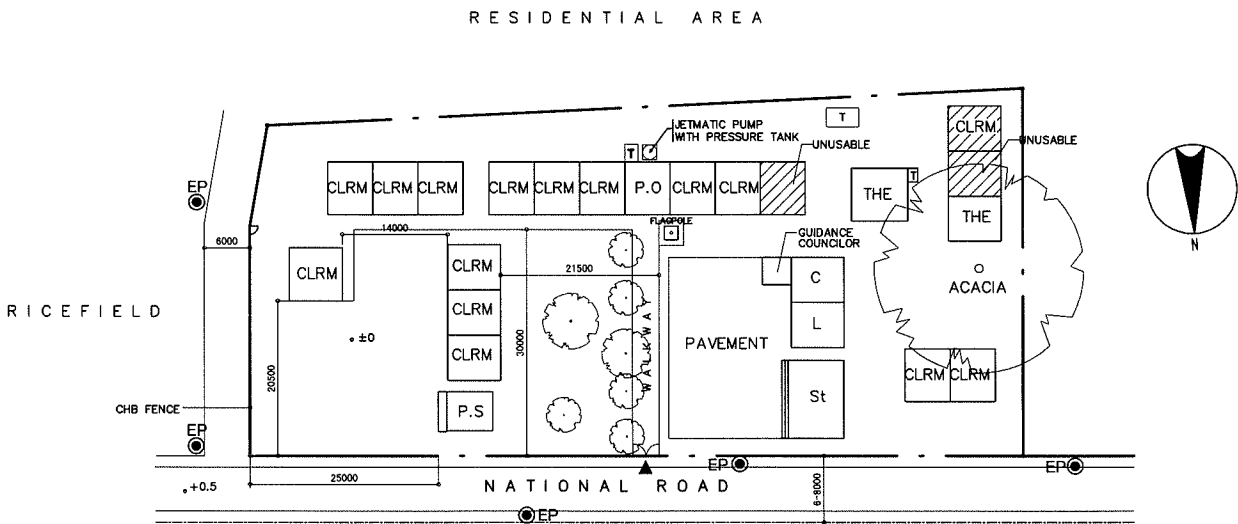 RESIDENTIAL AREA
JETMATIC PUMP
WITH PRESSURE TANK
T
T
UNUSABLE
CLRM
UNUSABLE
EP
CLRM CLRM CLRM
CLRM CLRM CLRM P.O CLRM CLRM
THE
T
THE
N
FLAGPOLE
14000
GUIDANCE
COUNCILOR
6000
CLRM
CLRM
21500
C
ACACIA
RICEFIELD
CLRM
WALKWAY
L
±0
30000
PAVEMENT
CLRM
20500
CLRM CLRM
CHB FENCE
P.S
St
EP
EP
EP
25000
NATIONAL ROAD
+0.5
6-8000
EP